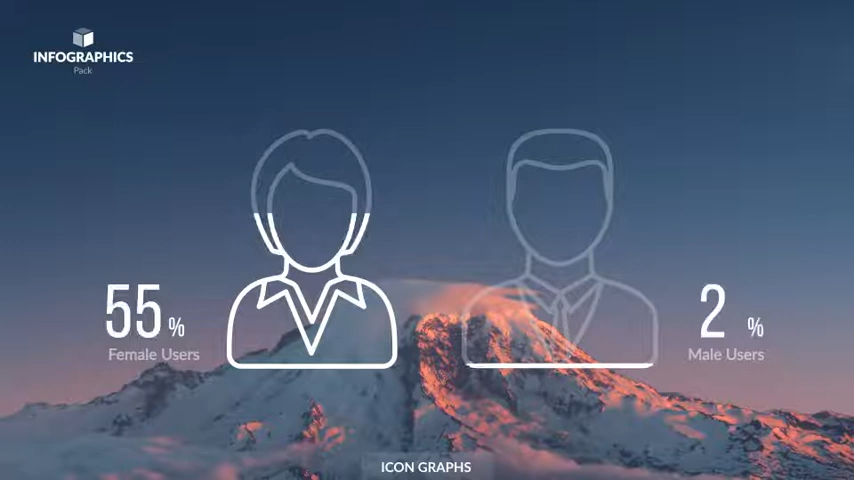 INFOGRAPHICS
Pack
55 %
Female Users
2 %
Male Users
ICON GRAPHS